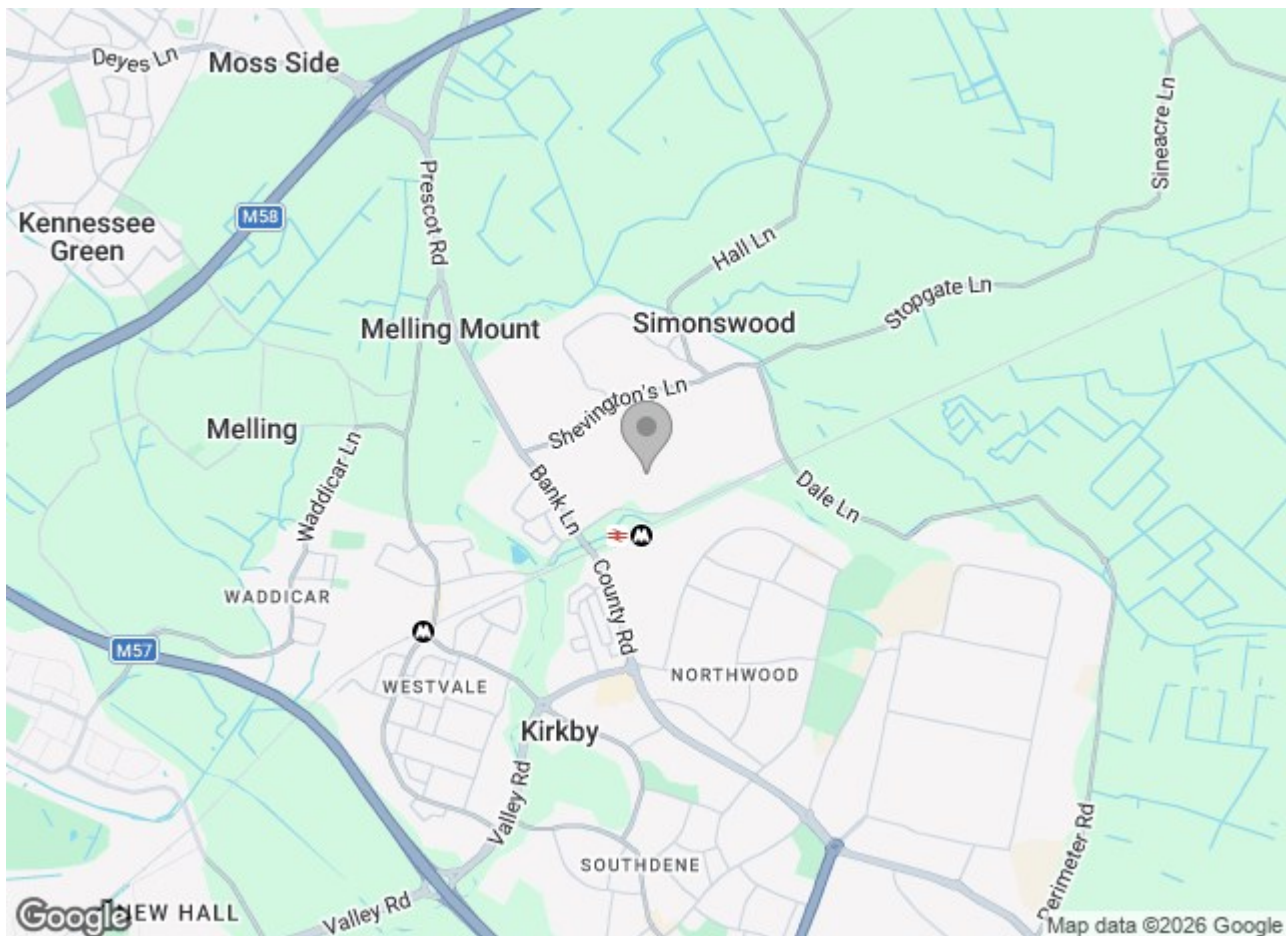 Deyes Ln
Moss Side
Sineacre Ln
Prescot Rd
M58
Kennessee
Green
Hall Ln
Stopgate Ln
Melling Mount
Simonswood
Shevington's Ln
Melling
Waddicar Ln
Bank Ln
Dale Ln
WADDICAR
County Rd
M57
WESTVALE
NORTHWOOD
Kirkby
Valley Rd
SOUTHDENE
Perimeter Rd
Google
NEW HALL
Valley Rd
Map data ©2026 Google